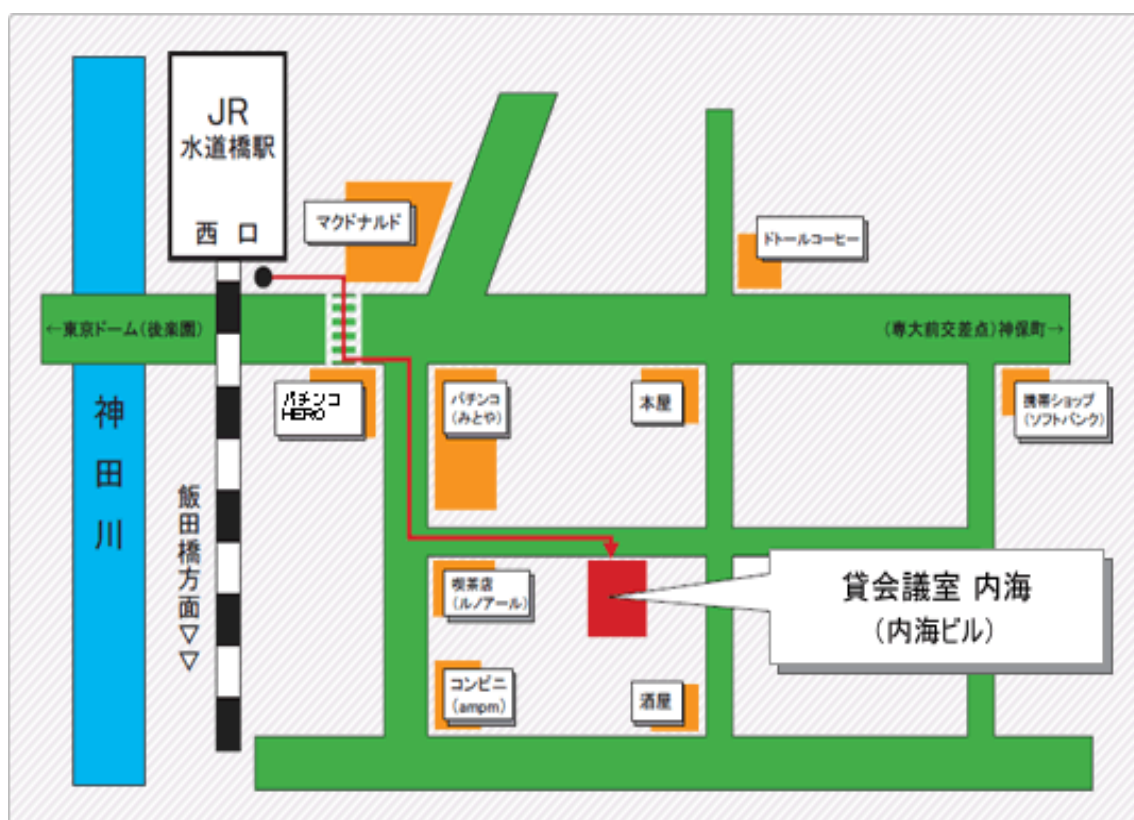 JR
水道橋駅
西 口
マクドナルド
ドトールコーヒー
←東京ドーム(後楽園)
(専大前交差点)神保町→
パチンコ
HERO
パチンコ
(みとや)
本屋
携帯ショップ
(ソフトバンク)
神田川
飯田橋方面▽▽
喫茶店
(ルノアール)
貸会議室 内海
(内海ビル)
コンビニ
(ampm)
酒屋